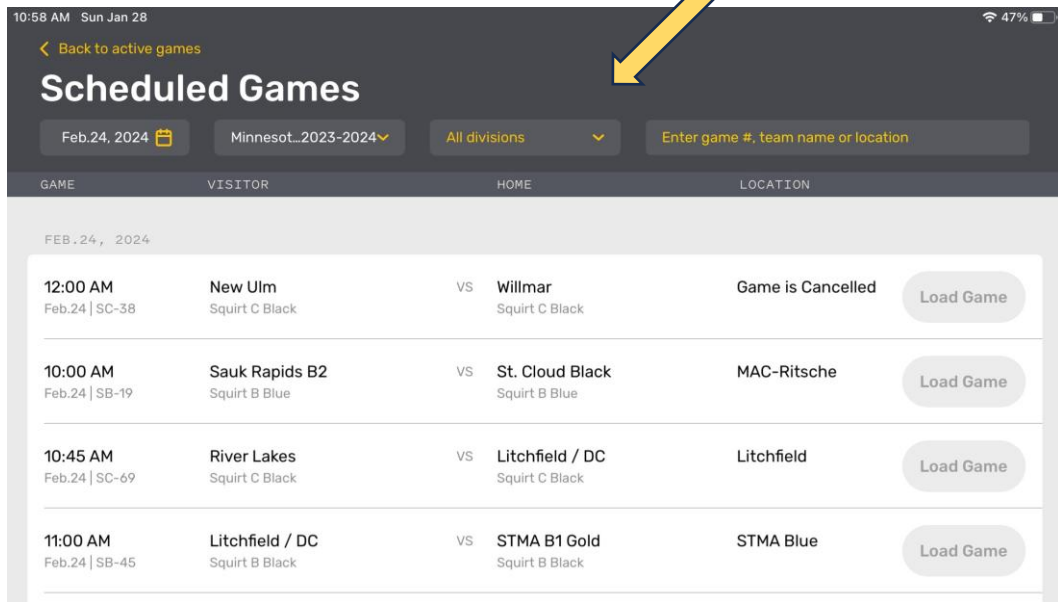 10:58 AM Sun Jan 28 47%
Back to active games
Scheduled Games
Feb.24, 2024 Minnesot...2023-2024 All divisions Enter game #, team name or location
GAME VISITOR HOME LOCATION
FEB.24, 2024
12:00 AM New Ulm VS Willmar Game is Cancelled Load Game
Feb.24 | SC-38 Squirt C Black Squirt C Black
10:00 AM Sauk Rapids B2 VS St. Cloud Black MAC-Ritsche Load Game
Feb.24 | SB-19 Squirt B Blue Squirt B Blue
10:45 AM River Lakes VS Litchfield / DC Litchfield Load Game
Feb.24 | SC-69 Squirt C Black Squirt C Black
11:00 AM Litchfield / DC VS STMA B1 Gold STMA Blue Load Game
Feb.24 | SB-45 Squirt B Black Squirt B Black